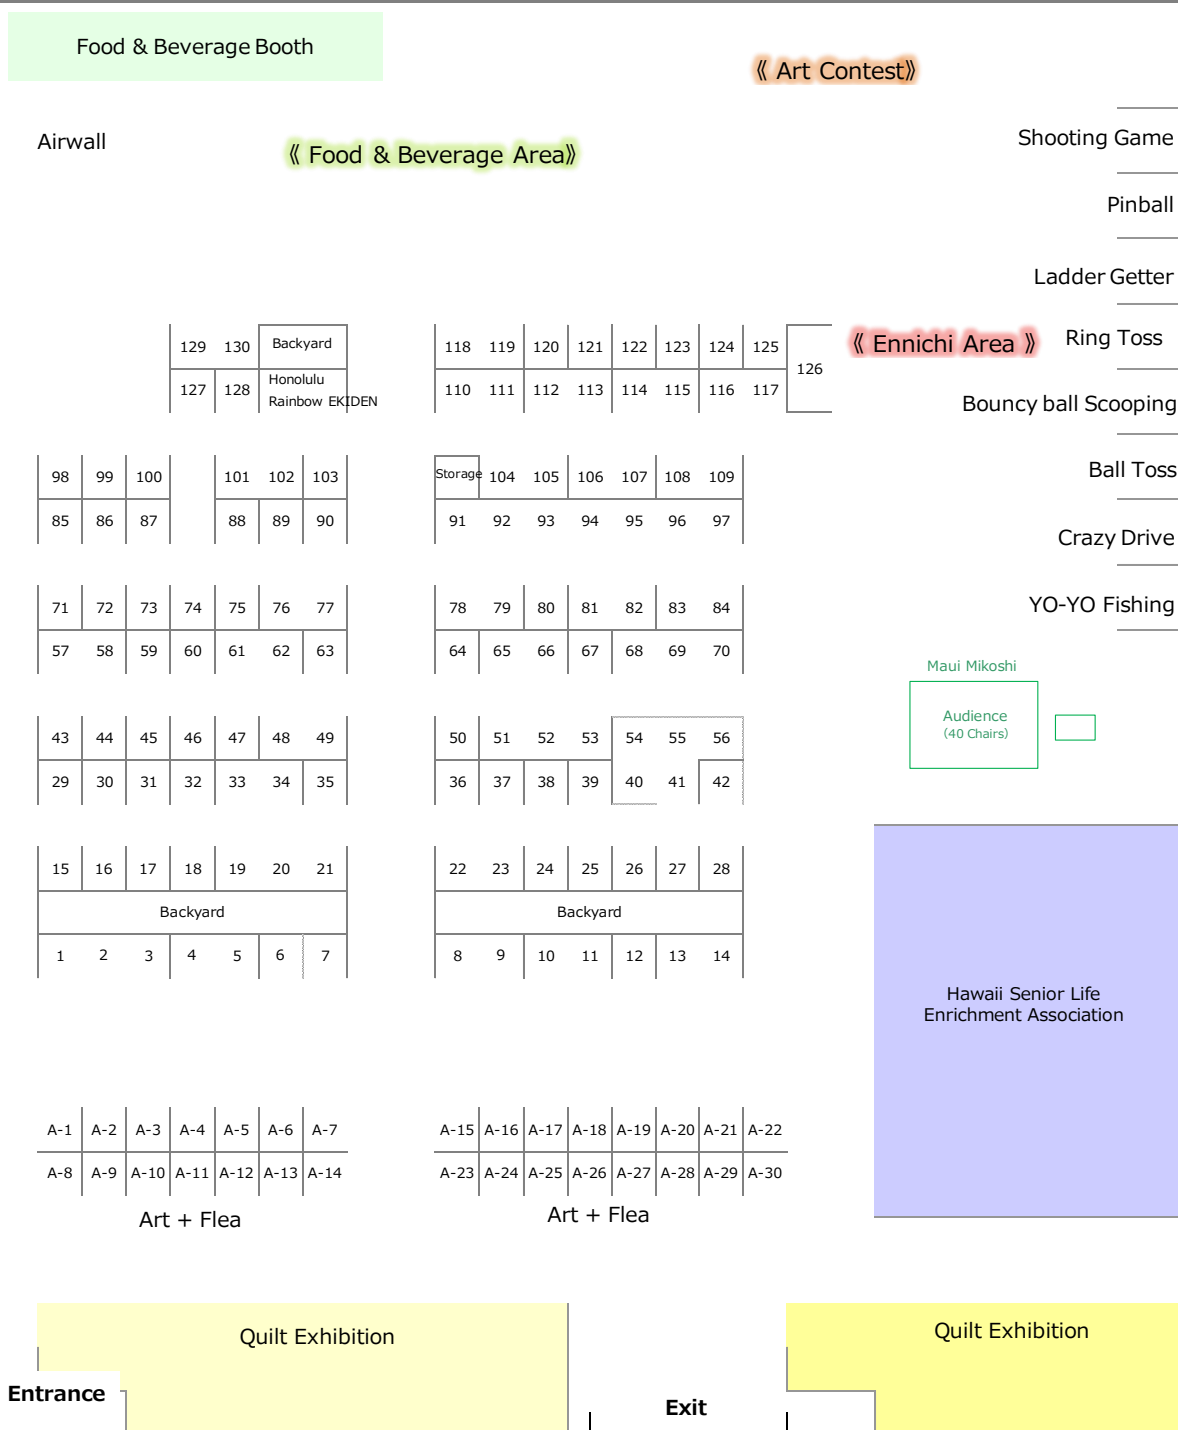 Food & Beverage Booth
《 Art Contest》
Airwall
《 Food & Beverage Area》
Shooting Game
Pinball
Ladder Getter
129 130 Backyard
118 119 120 121 122 123 124 125
126
《 Ennichi Area 》
Ring Toss
127 128 Honolulu
Rainbow EKIDEN
110 111 112 113 114 115 116 117
Bouncy ball Scooping
98 99 100 101 102 103
Storage 104 105 106 107 108 109
Ball Toss
85 86 87 88 89 90
91 92 93 94 95 96 97
Crazy Drive
71 72 73 74 75 76 77
78 79 80 81 82 83 84
YO-YO Fishing
57 58 59 60 61 62 63
64 65 66 67 68 69 70
Maui Mikoshi
Audience
(40 Chairs)
43 44 45 46 47 48 49
50 51 52 53 54 55 56
29 30 31 32 33 34 35
36 37 38 39 40 41 42
15 16 17 18 19 20 21
22 23 24 25 26 27 28
Backyard
Backyard
1 2 3 4 5 6 7
8 9 10 11 12 13 14
Hawaii Senior Life
Enrichment Association
A-1 A-2 A-3 A-4 A-5 A-6 A-7
A-15 A-16 A-17 A-18 A-19 A-20 A-21 A-22
A-8 A-9 A-10 A-11 A-12 A-13 A-14
A-23 A-24 A-25 A-26 A-27 A-28 A-29 A-30
Art + Flea
Art + Flea
Quilt Exhibition
Quilt Exhibition
Entrance
Exit